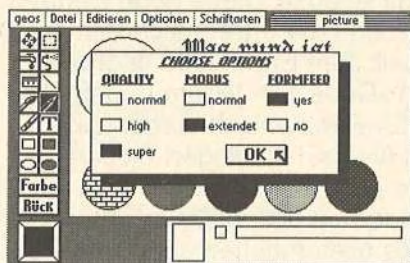 geos Datei Editieren Optionen Schriftarten picture
Was rund ist
CHOOSE OPTIONS
QUALITY MODUS FORMFEED
normal normal yes
high extendet no
super OK
T
Farbe
Rück